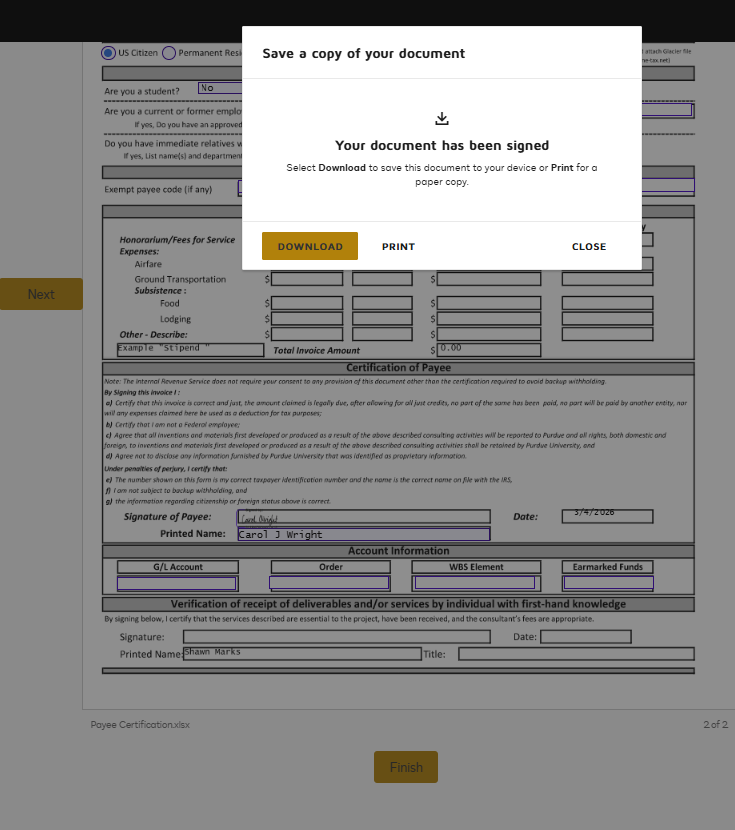 Save a copy of your document
Your document has been signed
Select Download to save this document to your device or Print for a
paper copy.
DOWNLOAD PRINT CLOSE
US Citizen Permanent Resi
attach Glacier file
Are you a student? No
Are you a current or former emplo
If yes, Do you have an approved
Do you have immediate relatives w
If yes, List name(s) and department
Exempt payee code (if any)
Honorarium/Fees for Service
Expenses:
Airfare
Ground Transportation $ $
Subsistence :
Food $ $
Lodging $ $
Other - Describe: $ $
Example "Stipend " Total Invoice Amount $ 0.00
Next
Certification of Payee
Note: The Internal Revenue Service does not require your consent to any provision of this document other than the certification required to avoid backup withholding.
By Signing this invoice I :
a) Certify that this invoice is correct and just, the amount claimed is legally due, after allowing for all just credits, no part of the same has been paid, no part will be paid by another entity, nor
will any expenses claimed here be used as a deduction for tax purposes;
b) Certify that I am not a Federal employee;
c) Agree that all inventions and materials first developed or produced as a result of the above described consulting activities will be reported to Purdue and all rights, both domestic and
foreign, to inventions and materials first developed or produced as a result of the above described consulting activities shall be retained by Purdue University, and
d) Agree not to disclose any information furnished by Purdue University that was identified as proprietary information.
Under penalties of perjury, I certify that:
e) The number shown on this form is my correct taxpayer identification number and the name is the correct name on file with the IRS,
f) I am not subject to backup withholding, and
g) the information regarding citizenship or foreign status above is correct.
Signature of Payee: Carol Wright Date: 3/4/2026
Printed Name: Carol J Wright
Account Information
G/L Account Order WBS Element Earmarked Funds
Verification of receipt of deliverables and/or services by individual with first-hand knowledge
By signing below, I certify that the services described are essential to the project, have been received, and the consultant's fees are appropriate.
Signature: Date:
Printed Name: Shawn Marks Title:
Payee Certification.xlsx 2 of 2
Finish